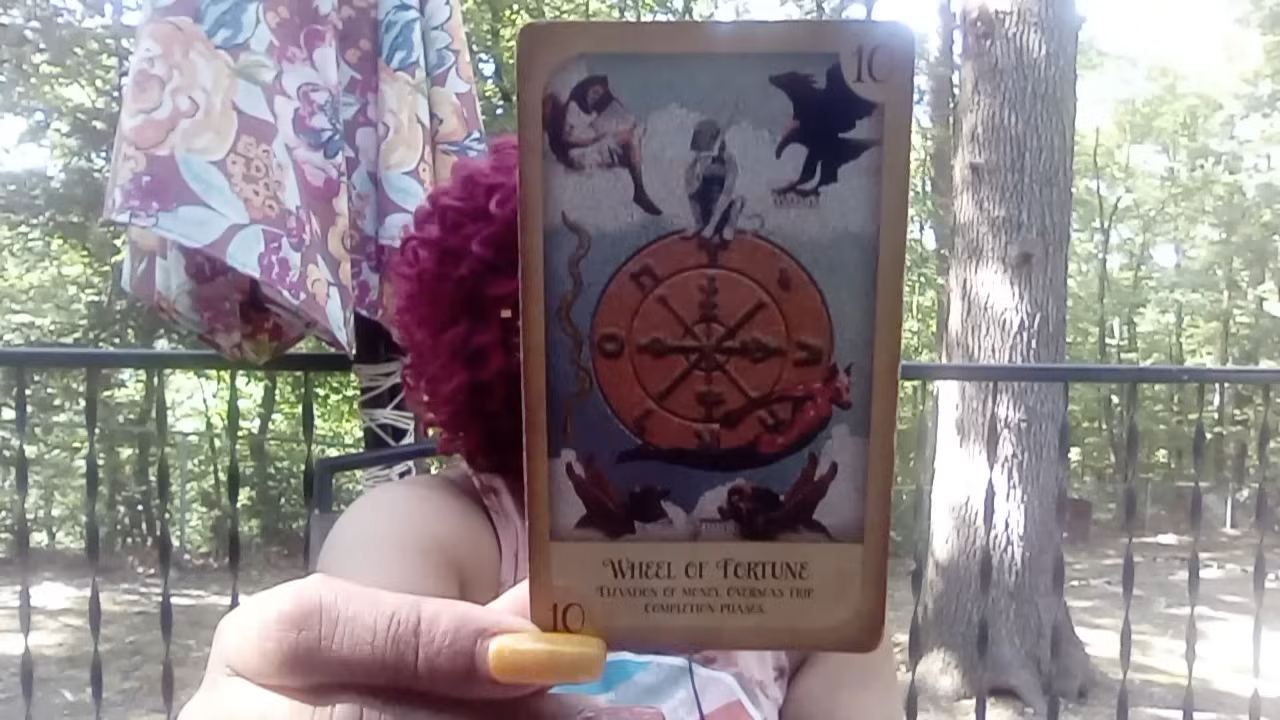 10
WHEEL OF FORTUNE
ELEVATION OF MONEY, OVERSEAS TRIP
COMPLETION PHASES.
10